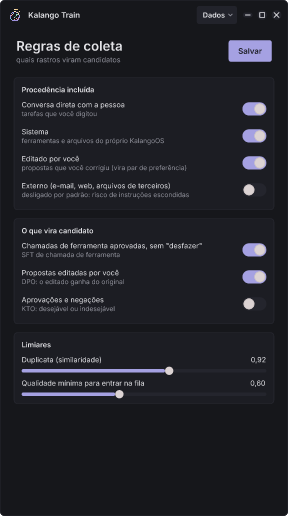 Kalango Train
Dados
Regras de coleta
quais rastros viram candidatos
Salvar
Procedência incluída
Conversa direta com a pessoa
tarefas que você digitou
Sistema
ferramentas e arquivos do próprio KalangoOS
Editado por você
propostas que você corrigiu (vira par de preferência)
Externo (e-mail, web, arquivos de terceiros)
desligado por padrão: risco de instruções escondidas
O que vira candidato
Chamadas de ferramenta aprovadas, sem "desfazer"
SFT de chamada de ferramenta
Propostas editadas por você
DPO: o editado ganha do original
Aprovações e negações
KTO: desejável ou indesejável
Limiares
Duplicata (similaridade) 0,92
Qualidade mínima para entrar na fila 0,60